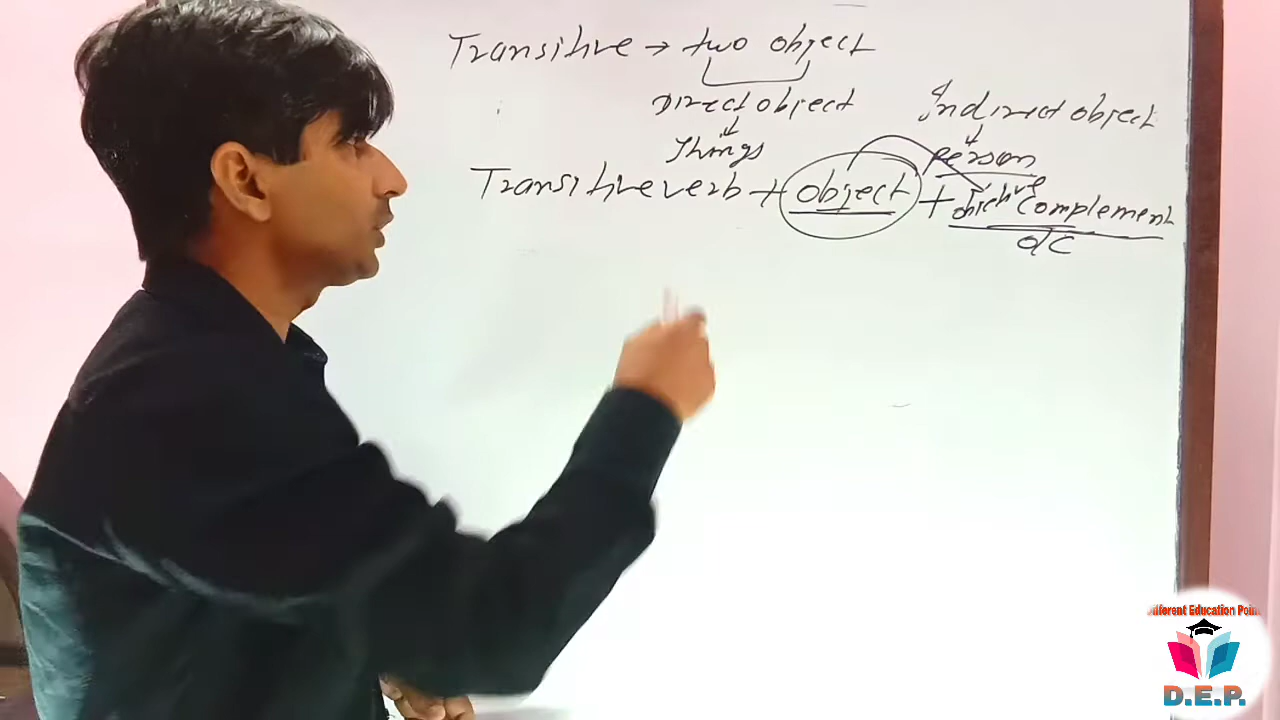 Transitive → two object
Direct object
Indirect object
Things
Person
Transitive verb + object + objective complement
O/C
Different Education Point
D.E.P.